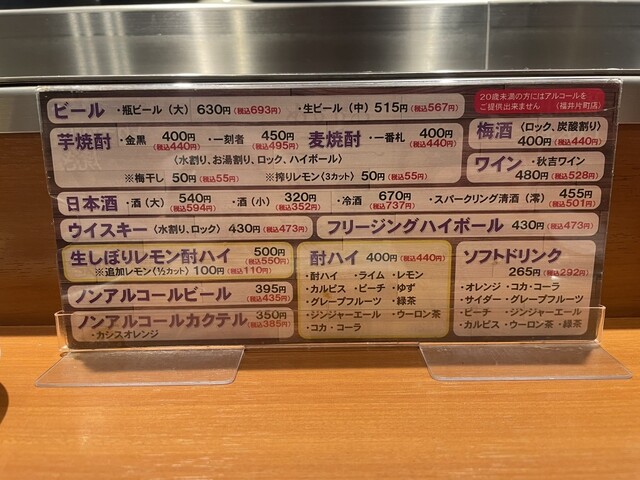 ビール ・瓶ビール(大) 630円(税込693円) ・生ビール(中) 515円(税込567円)
20歳未満の方にはアルコールを
ご提供出来ません (福井片町店)
芋焼酎 ・金黒 400円(税込440円) ・一刻者 450円(税込495円) 麦焼酎 ・一番札 400円(税込440円)
(水割り、お湯割り、ロック、ハイボール)
※梅干し 50円(税込55円) ※搾りレモン(3カット) 50円(税込55円)
梅酒 (ロック、炭酸割り)
400円(税込440円)
ワイン ・秋吉ワイン
480円(税込528円)
日本酒 ・酒(大) 540円(税込594円) ・酒(小) 320円(税込352円) ・冷酒 670円(税込737円) ・スパークリング清酒(澪) 455円(税込501円)
ウイスキー (水割り、ロック) 430円(税込473円)
フリージングハイボール 430円(税込473円)
生しぼりレモン酎ハイ 500円(税込550円)
※追加レモン(½カット) 100円(税込110円)
ノンアルコールビール 395円(税込435円)
ノンアルコールカクテル 350円(税込385円)
・カシスオレンジ
酎ハイ 400円(税込440円)
・酎ハイ ・ライム ・レモン
・カルピス ・ピーチ ・ゆず
・グレープフルーツ ・緑茶
・ジンジャーエール ・ウーロン茶
・コカ・コーラ
ソフトドリンク
265円(税込292円)
・オレンジ ・コカ・コーラ
・サイダー ・グレープフルーツ
・ピーチ ・ジンジャーエール
・カルピス ・ウーロン茶 ・緑茶